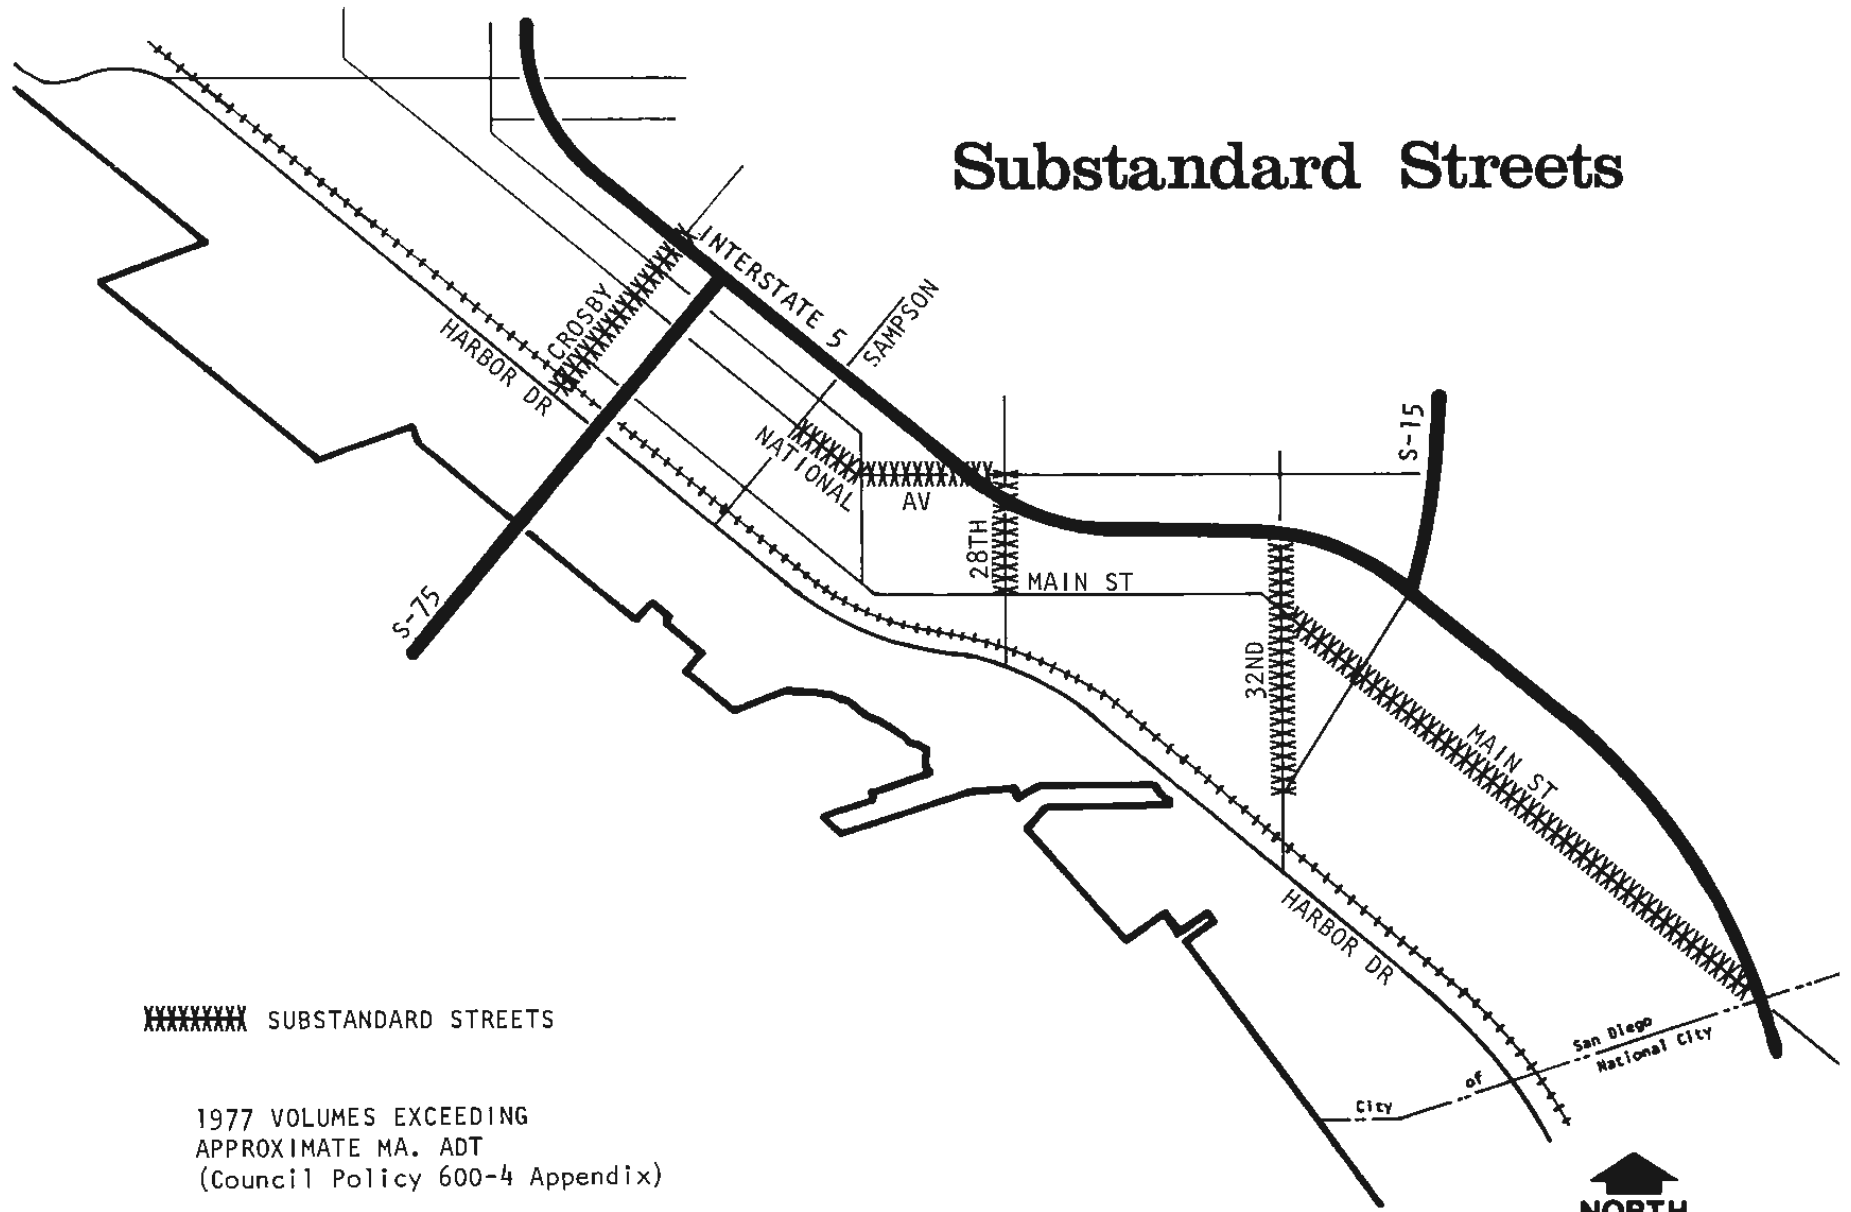 Substandard Streets
INTERSTATE 5
SAMPSON
CROSBY
HARBOR DR
NATIONAL
AV
S-15
28TH
MAIN ST
S-75
32ND
MAIN ST
HARBOR DR
SUBSTANDARD STREETS
San Diego
National City
of
City
1977 VOLUMES EXCEEDING
APPROXIMATE MA. ADT
(Council Policy 600-4 Appendix)
NORTH